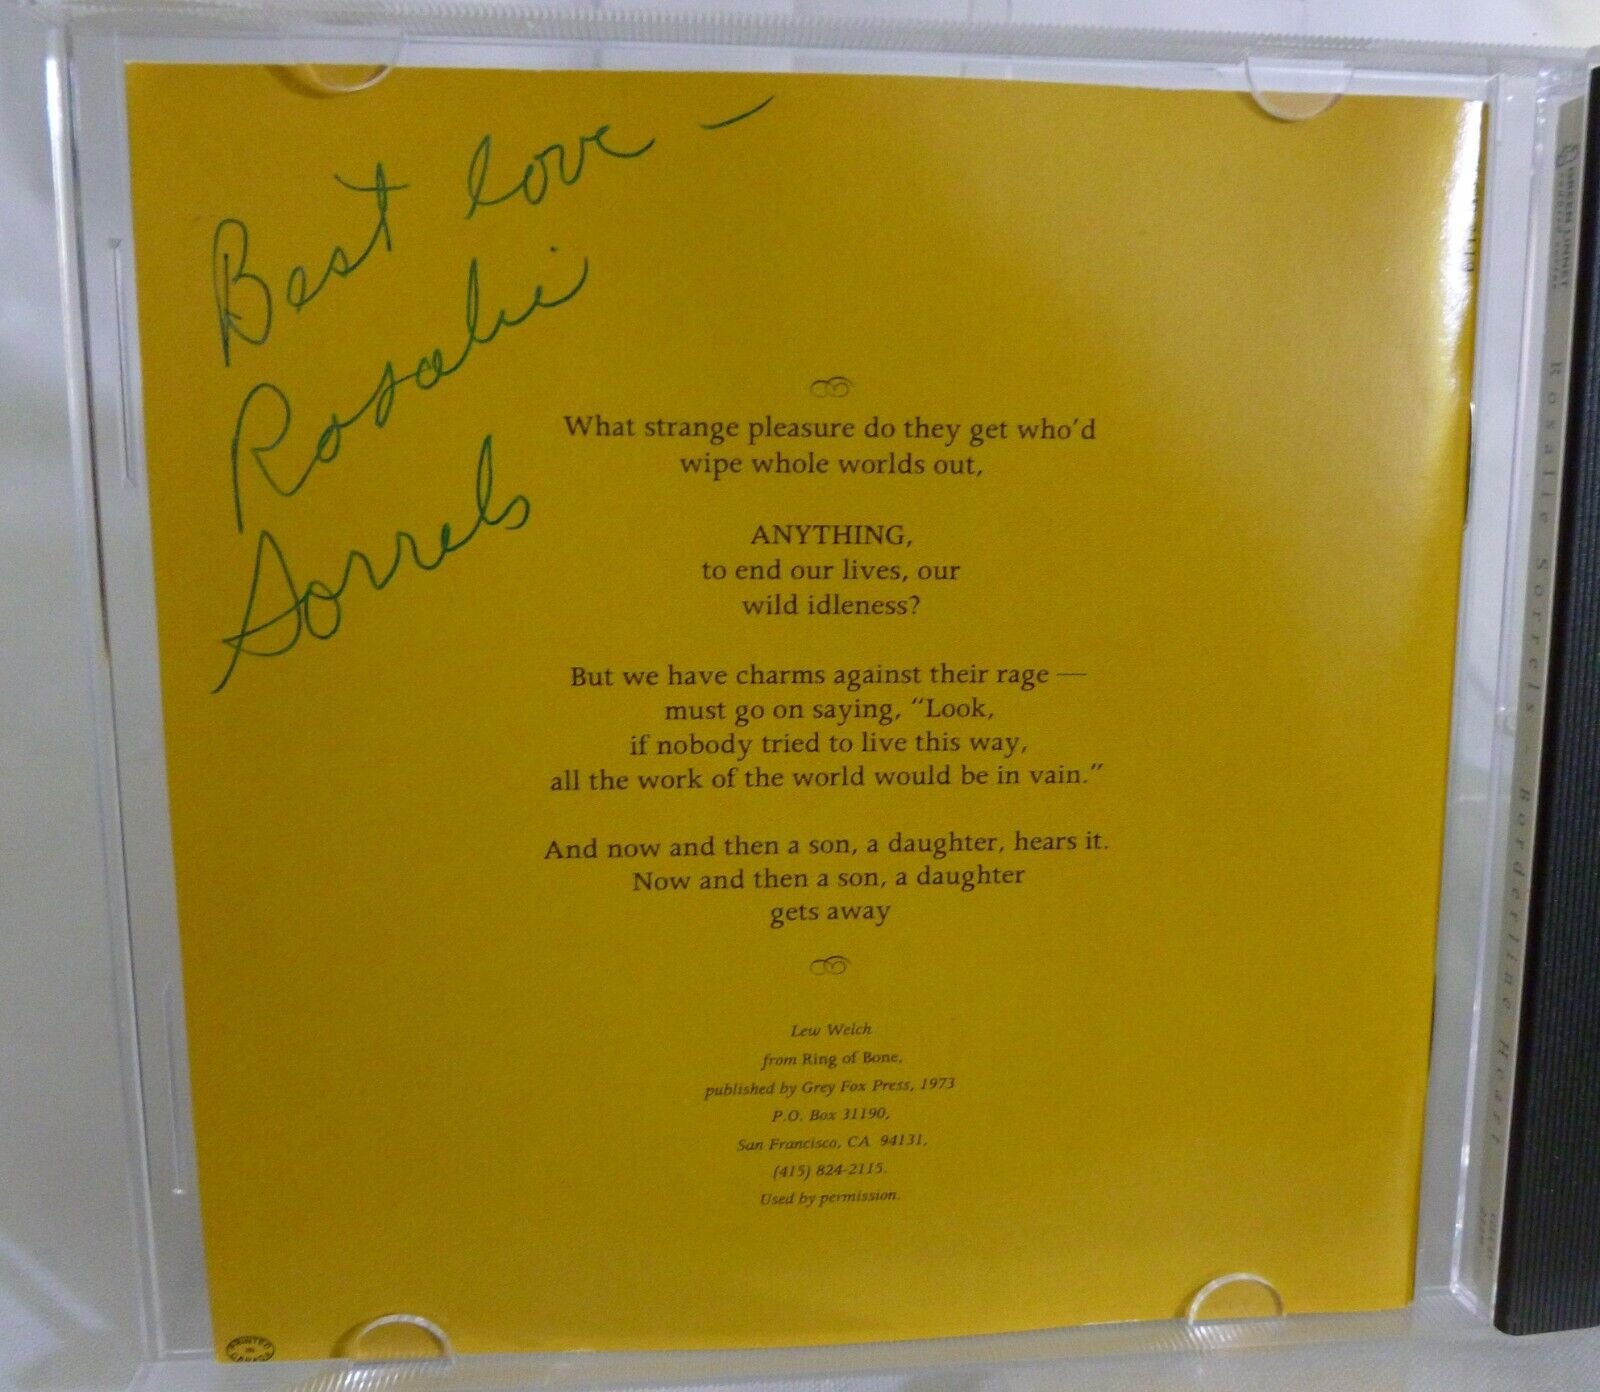 Best love —
Rosalie
Sorrels
What strange pleasure do they get who'd
wipe whole worlds out,
ANYTHING,
to end our lives, our
wild idleness?
But we have charms against their rage —
must go on saying, "Look,
if nobody tried to live this way,
all the work of the world would be in vain."
And now and then a son, a daughter, hears it.
Now and then a son, a daughter
gets away
Lew Welch
from Ring of Bone,
published by Grey Fox Press, 1973
P.O. Box 31190,
San Francisco, CA 94131,
(415) 824-2115.
Used by permission.
PRINTED IN CANADA
GREEN LINNET
Rosalie Sorrels - Borderline Heart